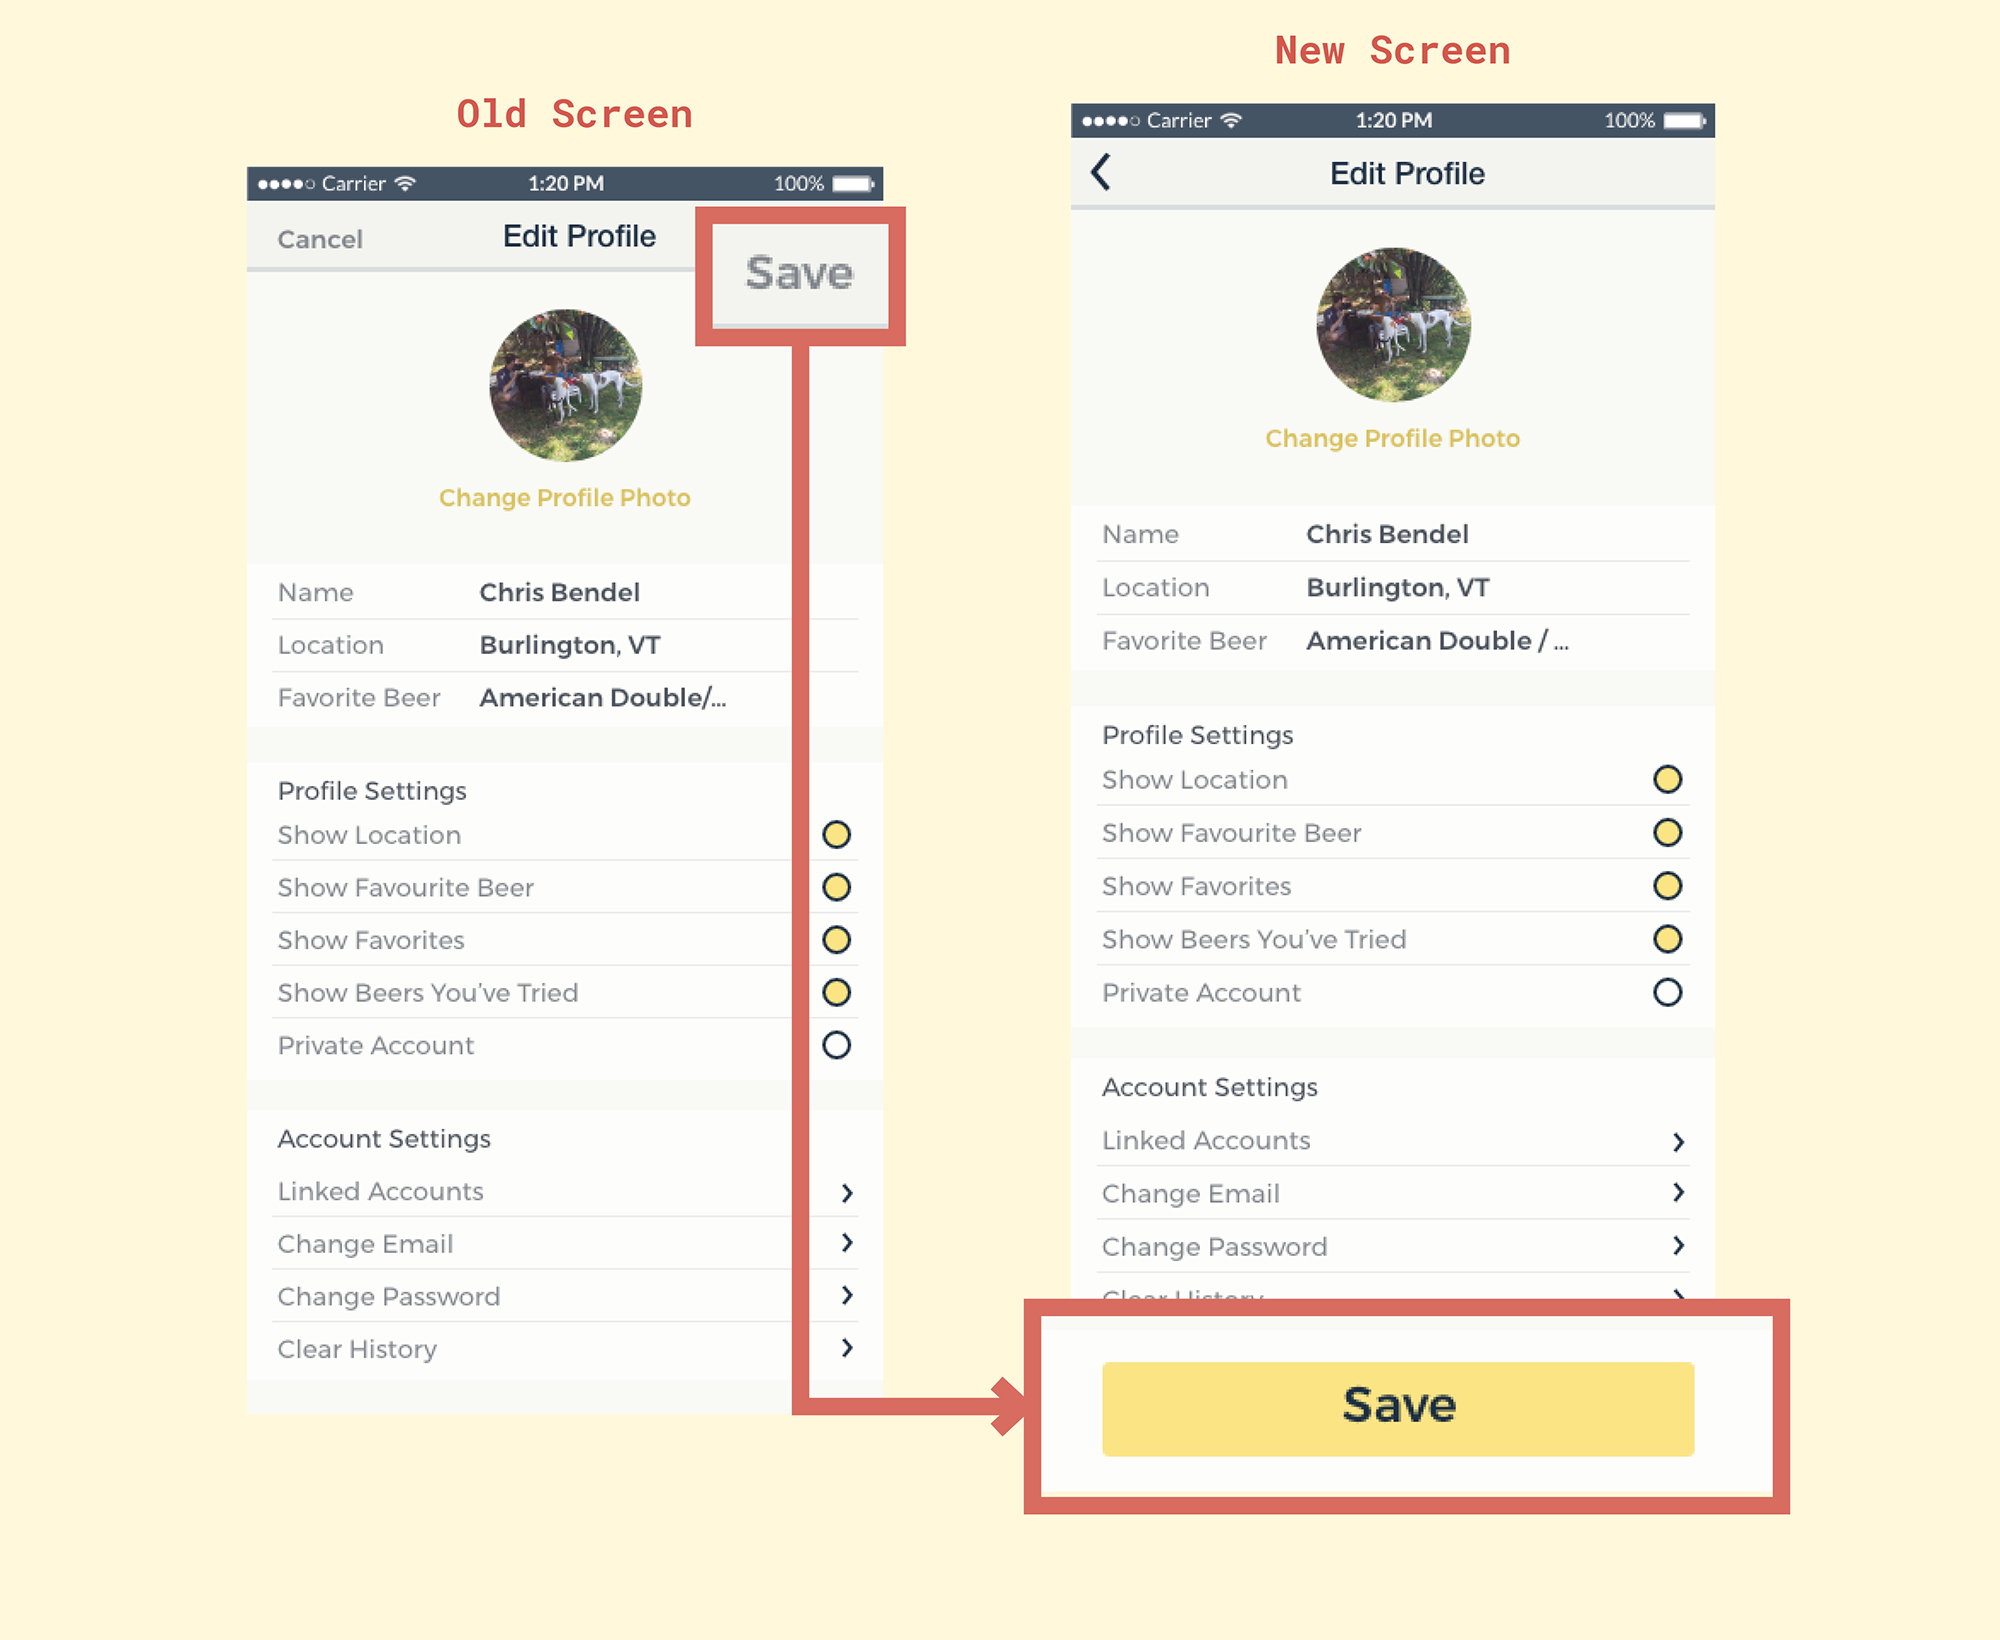 Old Screen
Carrier 1:20 PM 100%
Cancel Edit Profile Save
Change Profile Photo
Name Chris Bendel
Location Burlington, VT
Favorite Beer American Double/...
Profile Settings
Show Location
Show Favourite Beer
Show Favorites
Show Beers You've Tried
Private Account
Account Settings
Linked Accounts
Change Email
Change Password
Clear History
New Screen
Carrier 1:20 PM 100%
Edit Profile
Change Profile Photo
Name Chris Bendel
Location Burlington, VT
Favorite Beer American Double / ...
Profile Settings
Show Location
Show Favourite Beer
Show Favorites
Show Beers You've Tried
Private Account
Account Settings
Linked Accounts
Change Email
Change Password
Clear History
Save